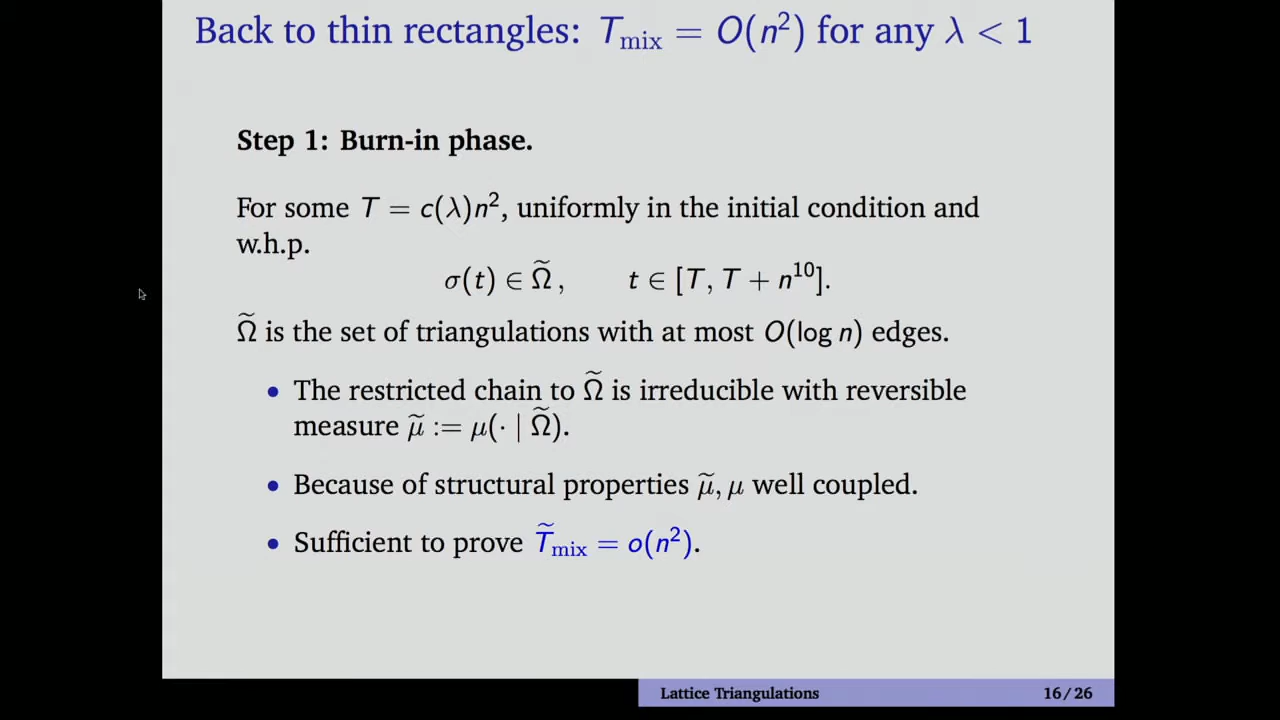 Back to thin rectangles: T_mix = O(n²) for any λ < 1
Step 1: Burn-in phase.
For some T = c(λ)n², uniformly in the initial condition and
w.h.p.
σ(t) ∈ Ω̃, t ∈ [T, T + n¹⁰].
Ω̃ is the set of triangulations with at most O(log n) edges.
• The restricted chain to Ω̃ is irreducible with reversible
measure μ̃ := μ(· | Ω̃).
• Because of structural properties μ̃, μ well coupled.
• Sufficient to prove T̃_mix = o(n²).
Lattice Triangulations 16 / 26